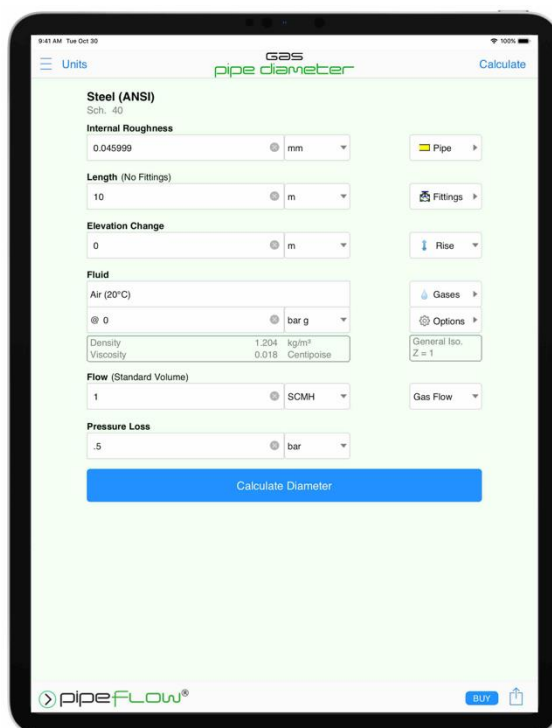 9:41 AM Tue Oct 30
100%
Units
Gas
pipe diameter
Calculate
Steel (ANSI)
Sch. 40
Internal Roughness
0.045999 mm Pipe
Length (No Fittings)
10 m Fittings
Elevation Change
0 m Rise
Fluid
Air (20°C) Gases
@ 0 bar g Options
Density 1.204 kg/m³ General Iso.
Viscosity 0.018 Centipoise Z = 1
Flow (Standard Volume)
1 SCMH Gas Flow
Pressure Loss
.5 bar
Calculate Diameter
pipeflow® BUY